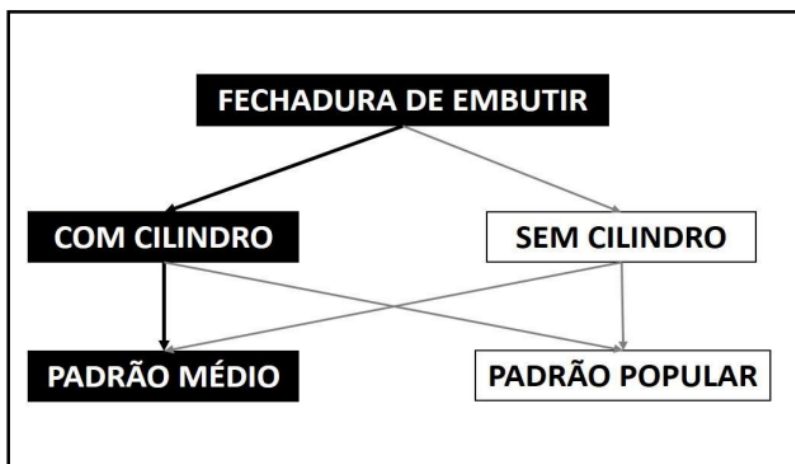 FECHADURA DE EMBUTIR
COM CILINDRO
SEM CILINDRO
PADRÃO MÉDIO
PADRÃO POPULAR